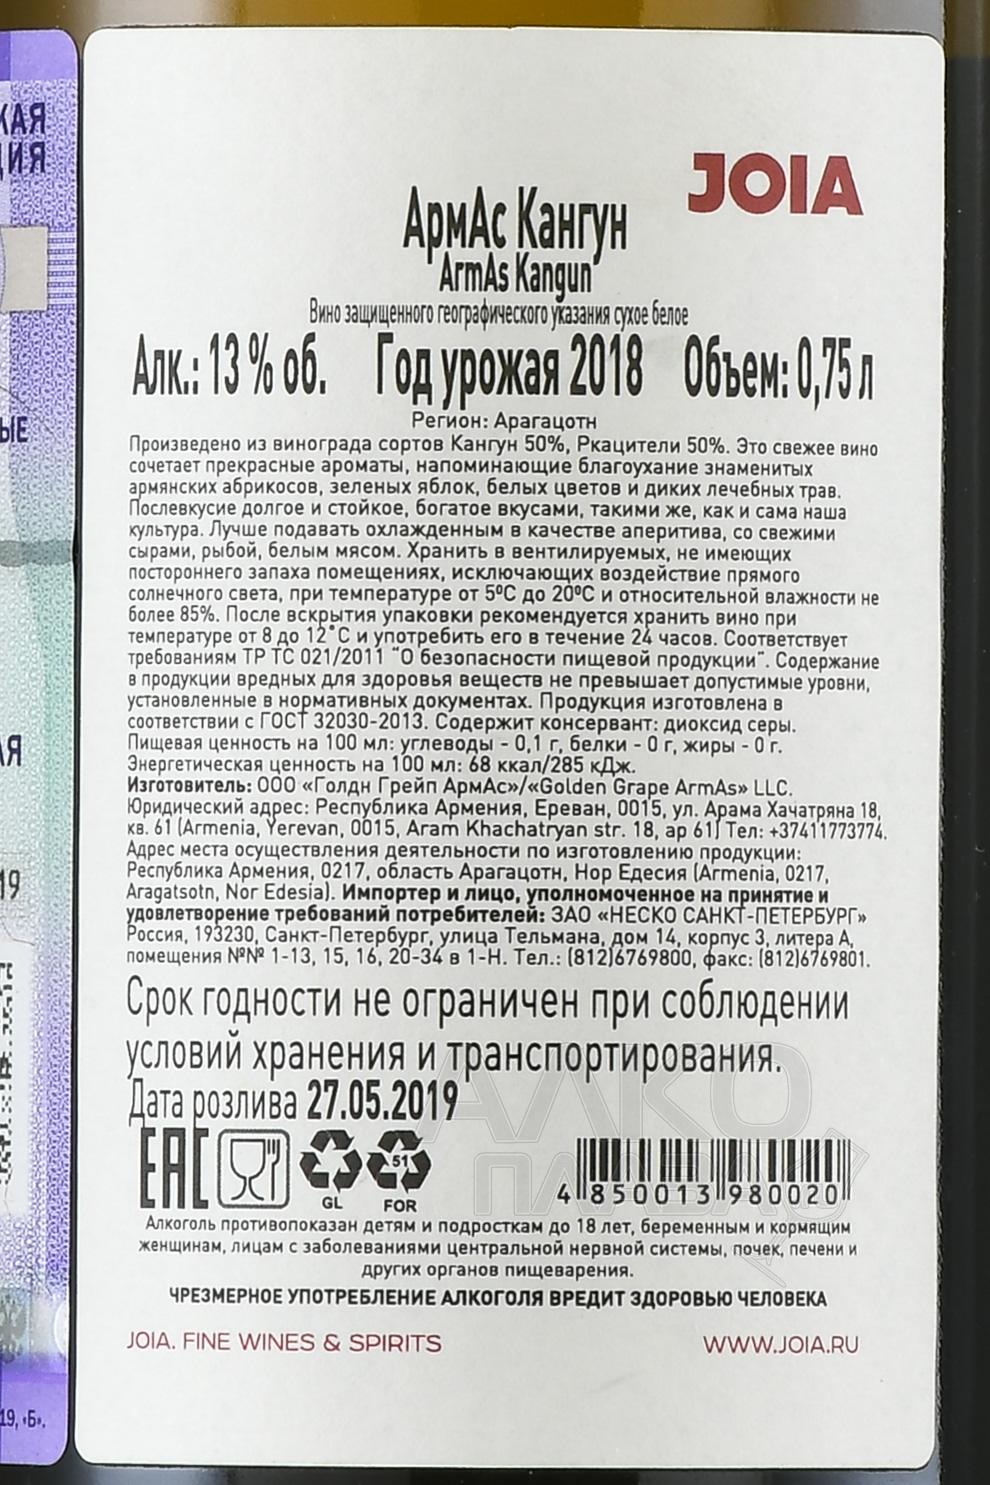 КАЯ
ЦИЯ
ЫЕ
АЯ
19
19, «Б».
JOIA
АрмАс Кангун
ArmAs Kangun
Вино защищенного географического указания сухое белое
Алк.: 13 % об. Год урожая 2018 Объем: 0,75 л
Регион: Арагацотн
Произведено из винограда сортов Кангун 50%, Ркацители 50%. Это свежее вино
сочетает прекрасные ароматы, напоминающие благоухание знаменитых
армянских абрикосов, зеленых яблок, белых цветов и диких лечебных трав.
Послевкусие долгое и стойкое, богатое вкусами, такими же, как и сама наша
культура. Лучше подавать охлажденным в качестве аперитива, со свежими
сырами, рыбой, белым мясом. Хранить в вентилируемых, не имеющих
постороннего запаха помещениях, исключающих воздействие прямого
солнечного света, при температуре от 5ºС до 20ºС и относительной влажности не
более 85%. После вскрытия упаковки рекомендуется хранить вино при
температуре от 8 до 12˚С и употребить его в течение 24 часов. Соответствует
требованиям ТР ТС 021/2011 "О безопасности пищевой продукции". Содержание
в продукции вредных для здоровья веществ не превышает допустимые уровни,
установленные в нормативных документах. Продукция изготовлена в
соответствии с ГОСТ 32030-2013. Содержит консервант: диоксид серы.
Пищевая ценность на 100 мл: углеводы - 0,1 г, белки - 0 г, жиры - 0 г.
Энергетическая ценность на 100 мл: 68 ккал/285 кДж.
Изготовитель: ООО «Голдн Грейп АрмАс»/«Golden Grape ArmAs» LLC.
Юридический адрес: Республика Армения, Ереван, 0015, ул. Арама Хачатряна 18,
кв. 61 (Armenia, Yerevan, 0015, Aram Khachatryan str. 18, ap 61) Тел: +37411773774.
Адрес места осуществления деятельности по изготовлению продукции:
Республика Армения, 0217, область Арагацотн, Нор Едесия (Armenia, 0217,
Aragatsotn, Nor Edesia). Импортер и лицо, уполномоченное на принятие и
удовлетворение требований потребителей: ЗАО «НЕСКО САНКТ-ПЕТЕРБУРГ»
Россия, 193230, Санкт-Петербург, улица Тельмана, дом 14, корпус 3, литера А,
помещения №№ 1-13, 15, 16, 20-34 в 1-Н. Тел.: (812)6769800, факс: (812)6769801.
Срок годности не ограничен при соблюдении
условий хранения и транспортирования.
Дата розлива 27.05.2019
ЕАС
51
GL
FOR
4 850013 980020
АЛКО
ПАЛВАЗ
Алкоголь противопоказан детям и подросткам до 18 лет, беременным и кормящим
женщинам, лицам с заболеваниями центральной нервной системы, почек, печени и
других органов пищеварения.
ЧРЕЗМЕРНОЕ УПОТРЕБЛЕНИЕ АЛКОГОЛЯ ВРЕДИТ ЗДОРОВЬЮ ЧЕЛОВЕКА
JOIA. FINE WINES & SPIRITS WWW.JOIA.RU